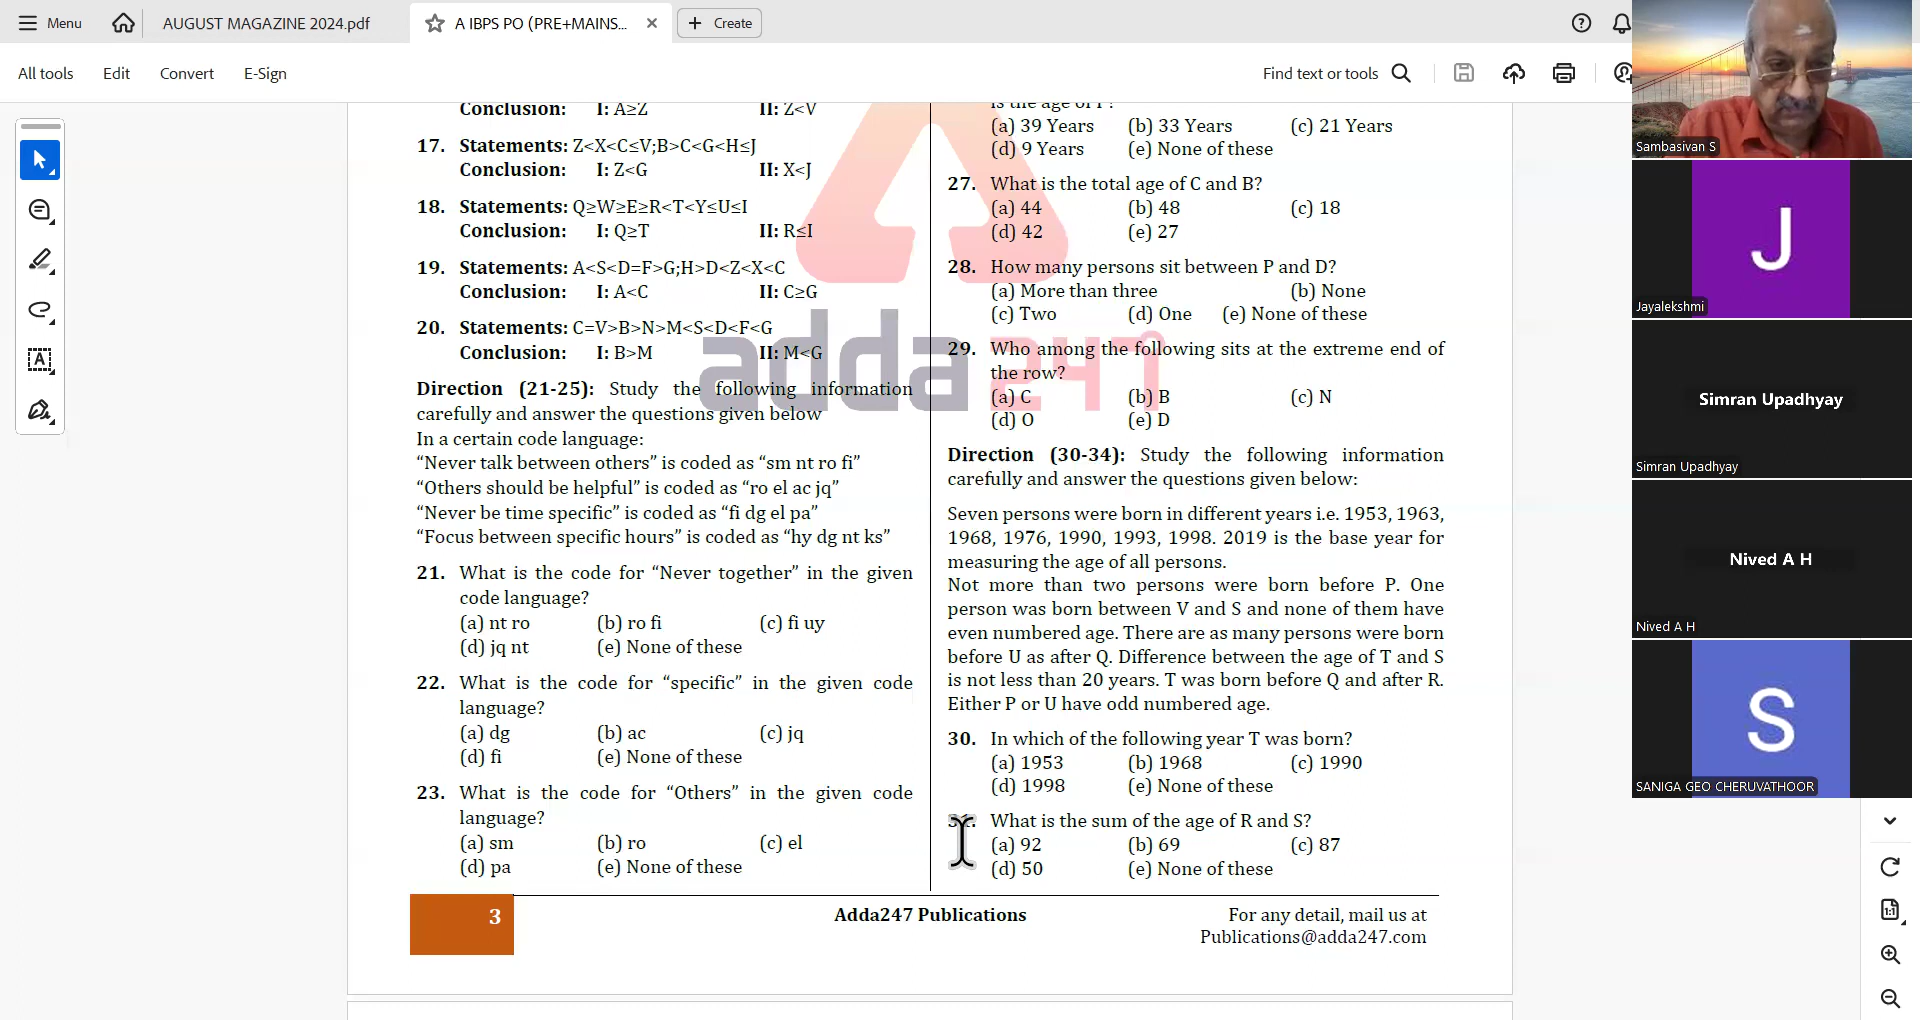 Menu
AUGUST MAGAZINE 2024.pdf
A IBPS PO (PRE+MAINS...
Create
All tools
Edit
Convert
E-Sign
Find text or tools
Conclusion: I: A≥Z II: Z<V
17. Statements: Z<X<C≤V;B>C<G<H≤J
Conclusion: I: Z<G II: X<J
18. Statements: Q≥W≥E≥R<T<Y≤U≤I
Conclusion: I: Q≥T II: R≤I
19. Statements: A<S<D=F>G;H>D<Z<X<C
Conclusion: I: A<C II: C≥G
20. Statements: C=V>B>N>M<S<D<F<G
Conclusion: I: B>M II: M<G
Direction (21-25): Study the following information
carefully and answer the questions given below
In a certain code language:
“Never talk between others” is coded as “sm nt ro fi”
“Others should be helpful” is coded as “ro el ac jq”
“Never be time specific” is coded as “fi dg el pa”
“Focus between specific hours” is coded as “hy dg nt ks”
21. What is the code for “Never together” in the given
code language?
(a) nt ro (b) ro fi (c) fi uy
(d) jq nt (e) None of these
22. What is the code for “specific” in the given code
language?
(a) dg (b) ac (c) jq
(d) fi (e) None of these
23. What is the code for “Others” in the given code
language?
(a) sm (b) ro (c) el
(d) pa (e) None of these
is the age of P?
(a) 39 Years (b) 33 Years (c) 21 Years
(d) 9 Years (e) None of these
27. What is the total age of C and B?
(a) 44 (b) 48 (c) 18
(d) 42 (e) 27
28. How many persons sit between P and D?
(a) More than three (b) None
(c) Two (d) One (e) None of these
29. Who among the following sits at the extreme end of
the row?
(a) C (b) B (c) N
(d) O (e) D
Direction (30-34): Study the following information
carefully and answer the questions given below:
Seven persons were born in different years i.e. 1953, 1963,
1968, 1976, 1990, 1993, 1998. 2019 is the base year for
measuring the age of all persons.
Not more than two persons were born before P. One
person was born between V and S and none of them have
even numbered age. There are as many persons were born
before U as after Q. Difference between the age of T and S
is not less than 20 years. T was born before Q and after R.
Either P or U have odd numbered age.
30. In which of the following year T was born?
(a) 1953 (b) 1968 (c) 1990
(d) 1998 (e) None of these
31. What is the sum of the age of R and S?
(a) 92 (b) 69 (c) 87
(d) 50 (e) None of these
adda247
3
Adda247 Publications
For any detail, mail us at
Publications@adda247.com
Sambasivan S
J
Jayalekshmi
Simran Upadhyay
Simran Upadhyay
Nived A H
Nived A H
S
SANIGA GEO CHERUVATHOOR
1:1